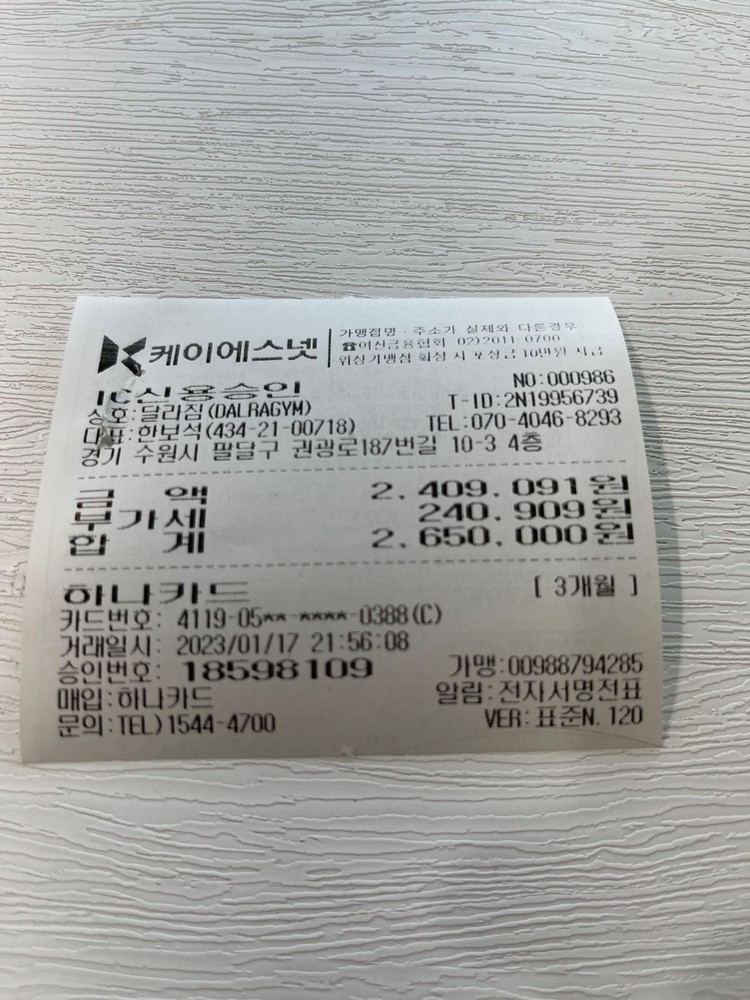 케이에스넷
가맹점명·주소가 실제와 다른경우
☎여신금융협회 02)2011-0700
위장가맹점 확정 시 포상금 10만원 지급
IC신용승인
NO:000986
상호:달라짐(DALRAGYM)
T-ID:2N19956739
대표:한보석(434-21-00718)
TEL:070-4046-8293
경기 수원시 팔달구 권광로187번길 10-3 4층
금 액 2,409,091원
부가세 240,909원
합 계 2,650,000원
하나카드 [ 3개월 ]
카드번호: 4119-05**-****-0388(C)
거래일시: 2023/01/17 21:56:08
승인번호: 18598109 가맹:00988794285
매입:하나카드 알림:전자서명전표
문의:TEL)1544-4700 VER:표준N.120